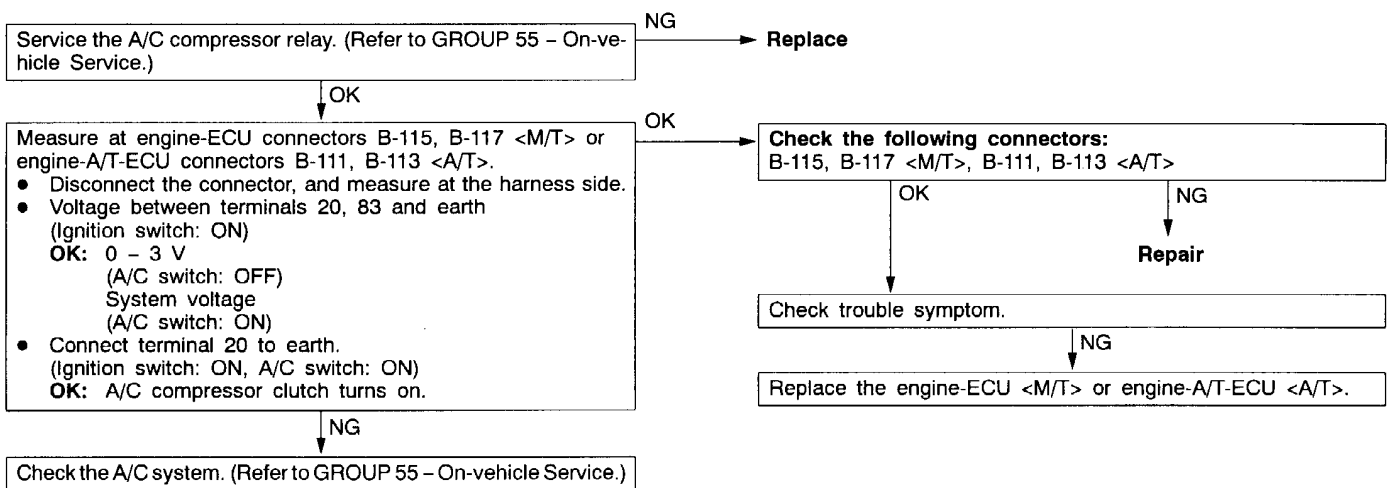 Service the A/C compressor relay. (Refer to GROUP 55 – On-ve-
hicle Service.)
NG
Replace
OK
Measure at engine-ECU connectors B-115, B-117 <M/T> or
engine-A/T-ECU connectors B-111, B-113 <A/T>.
● Disconnect the connector, and measure at the harness side.
● Voltage between terminals 20, 83 and earth
(Ignition switch: ON)
OK: 0 – 3 V
(A/C switch: OFF)
System voltage
(A/C switch: ON)
● Connect terminal 20 to earth.
(Ignition switch: ON, A/C switch: ON)
OK: A/C compressor clutch turns on.
OK
Check the following connectors:
B-115, B-117 <M/T>, B-111, B-113 <A/T>
OK
NG
Repair
Check trouble symptom.
NG
Replace the engine-ECU <M/T> or engine-A/T-ECU <A/T>.
NG
Check the A/C system. (Refer to GROUP 55 – On-vehicle Service.)